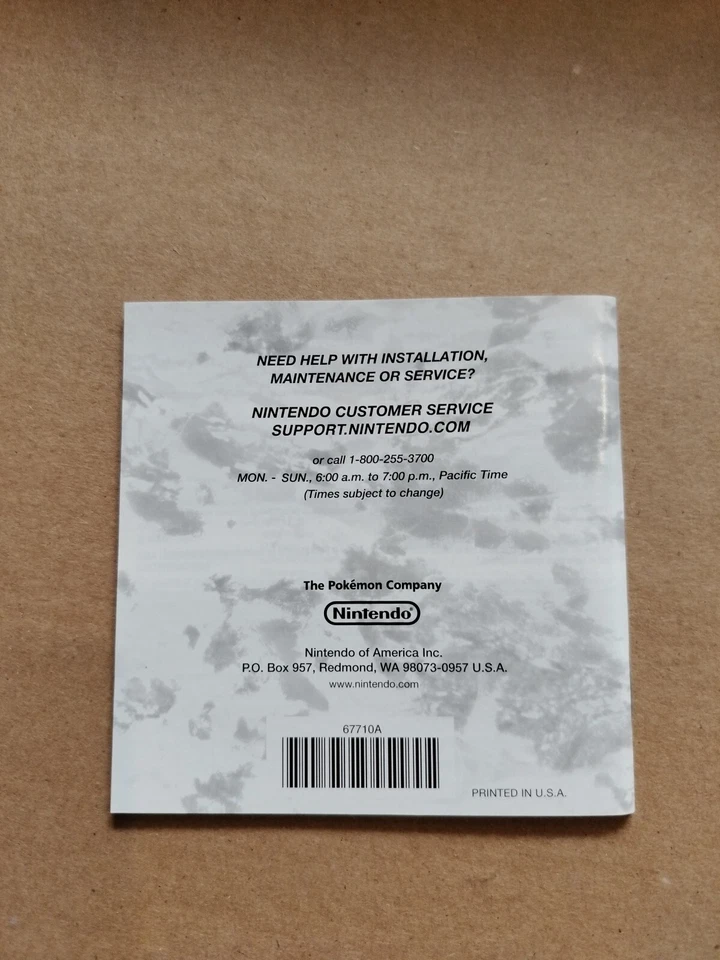 NEED HELP WITH INSTALLATION,
MAINTENANCE OR SERVICE?
NINTENDO CUSTOMER SERVICE
SUPPORT.NINTENDO.COM
or call 1-800-255-3700
MON. - SUN., 6:00 a.m. to 7:00 p.m., Pacific Time
(Times subject to change)
The Pokémon Company
Nintendo®
Nintendo of America Inc.
P.O. Box 957, Redmond, WA 98073-0957 U.S.A.
www.nintendo.com
67710A
PRINTED IN U.S.A.